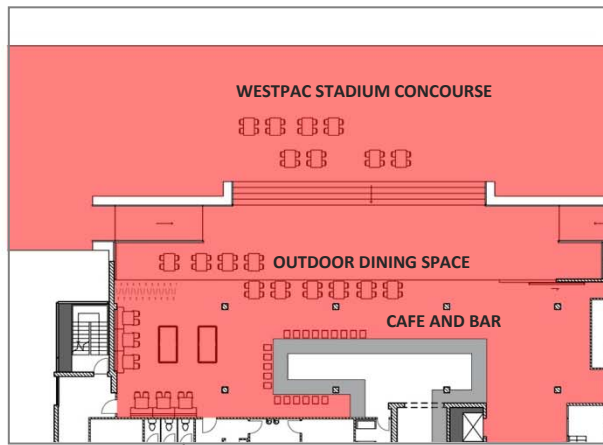 WESTPAC STADIUM CONCOURSE
OUTDOOR DINING SPACE
CAFE AND BAR